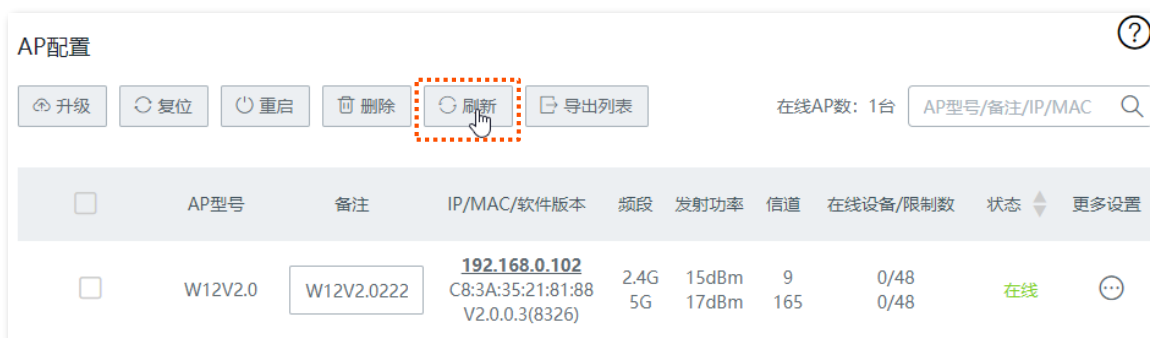 AP配置
?
升级 复位 重启 删除 刷新 导出列表 在线AP数：1台 AP型号/备注/IP/MAC
AP型号 备注 IP/MAC/软件版本 频段 发射功率 信道 在线设备/限制数 状态 更多设置
192.168.0.102
W12V2.0 W12V2.0222 C8:3A:35:21:81:88 2.4G 15dBm 9 0/48 在线
V2.0.0.3(8326) 5G 17dBm 165 0/48